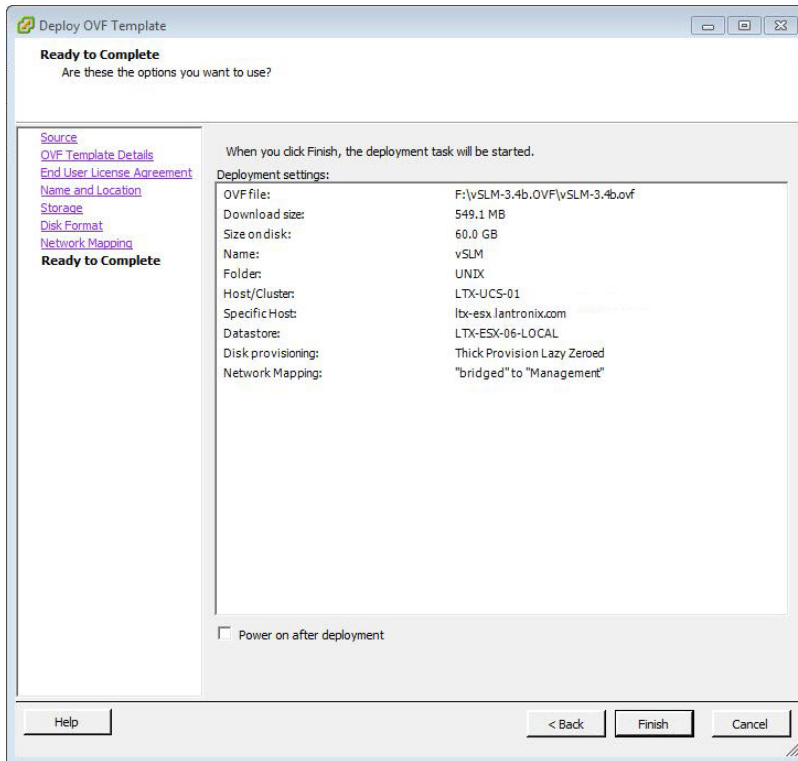 Deploy OVF Template
Ready to Complete
Are these the options you want to use?
Source
OVF Template Details
End User License Agreement
Name and Location
Storage
Disk Format
Network Mapping
Ready to Complete
When you click Finish, the deployment task will be started.
Deployment settings:
OVF file: F:\vSLM-3.4b.OVF\vSLM-3.4b.ovf
Download size: 549.1 MB
Size on disk: 60.0 GB
Name: vSLM
Folder: UNIX
Host/Cluster: LTX-UCS-01
Specific Host: ltx-esx.lantronix.com
Datastore: LTX-ESX-06-LOCAL
Disk provisioning: Thick Provision Lazy Zeroed
Network Mapping: "bridged" to "Management"
Power on after deployment
Help < Back Finish Cancel